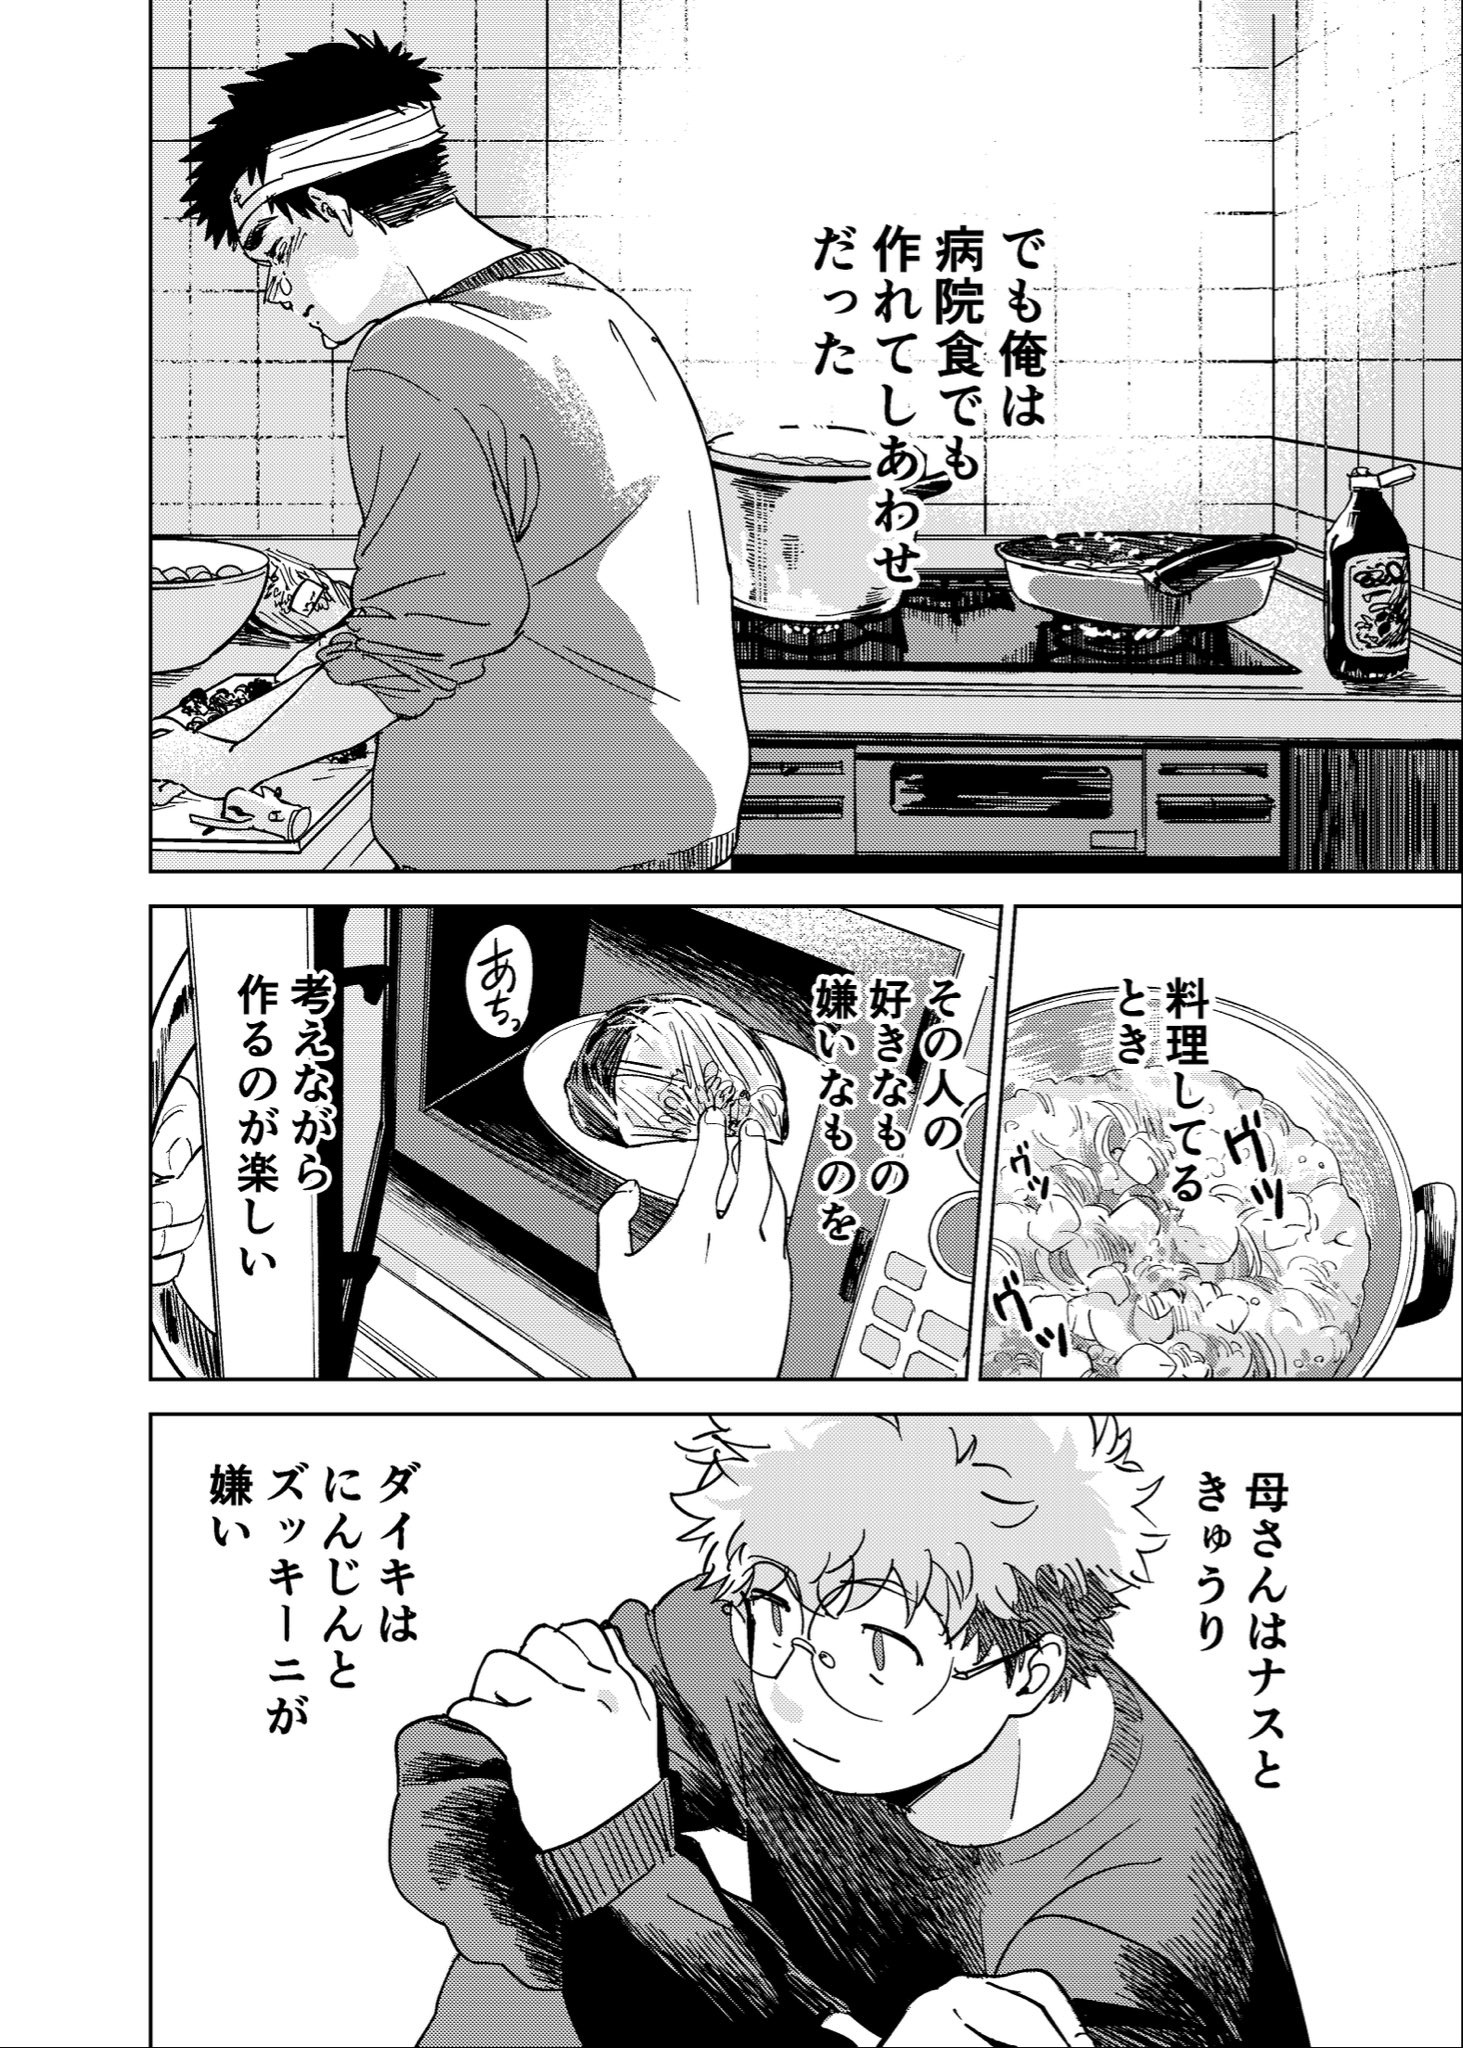 でも俺は
病院食でも
作れてしあわせ
だった
料理してる
とき
ヴッ
ヴッ
ヴッ
その人の
好きなもの
嫌いなものを
あちっ
考えながら
作るのが楽しい
母さんはナスと
きゅうり
ダイキは
にんじんと
ズッキーニが
嫌い